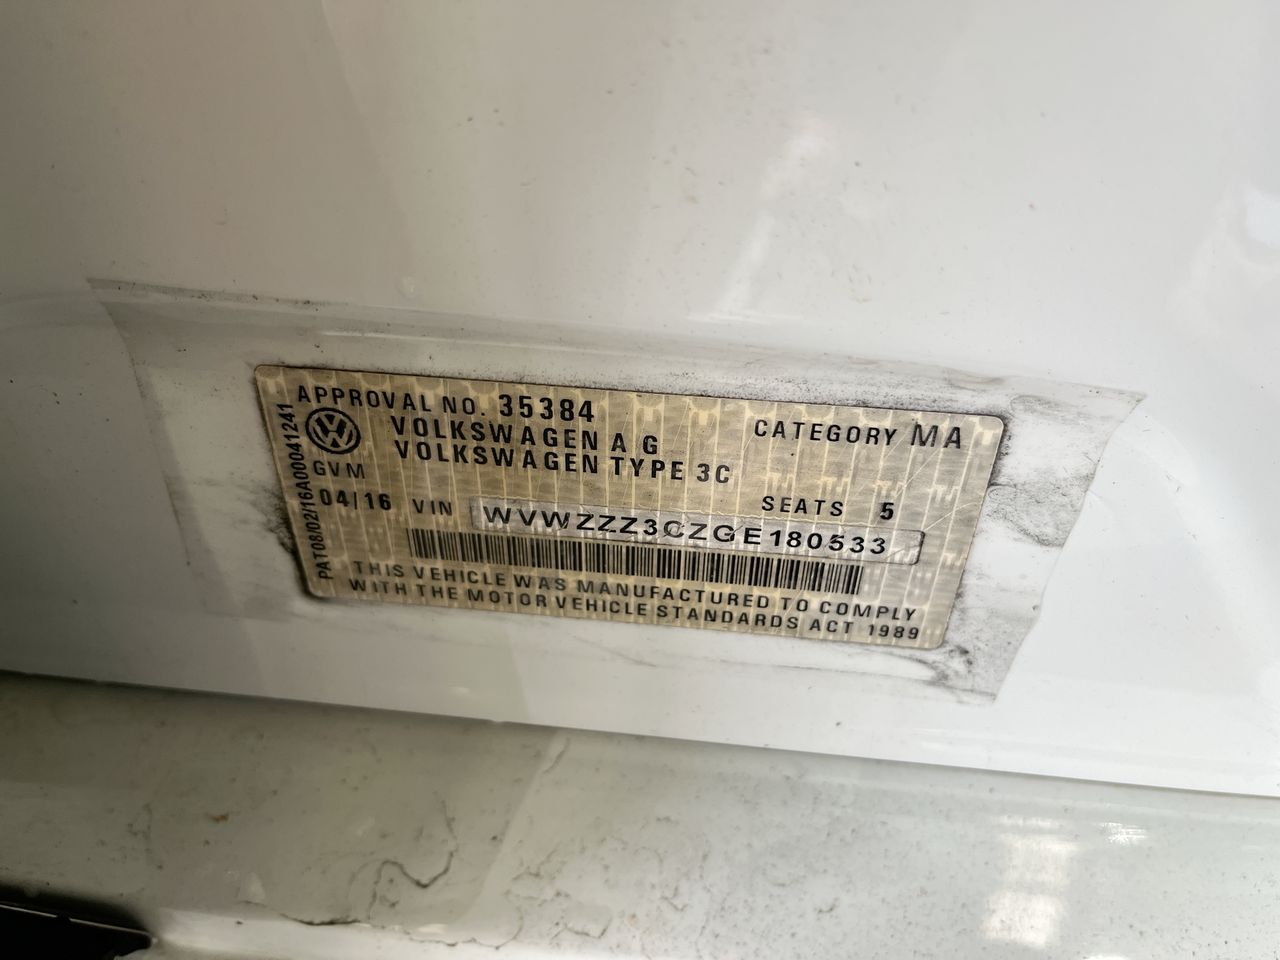 APPROVAL NO. 35384
CATEGORY MA
VOLKSWAGEN A G
VOLKSWAGEN TYPE 3C
GVM
SEATS 5
04/16 VIN WVWZZZ3CZGE180533
THIS VEHICLE WAS MANUFACTURED TO COMPLY
WITH THE MOTOR VEHICLE STANDARDS ACT 1989
PAT08/02/16A00041241